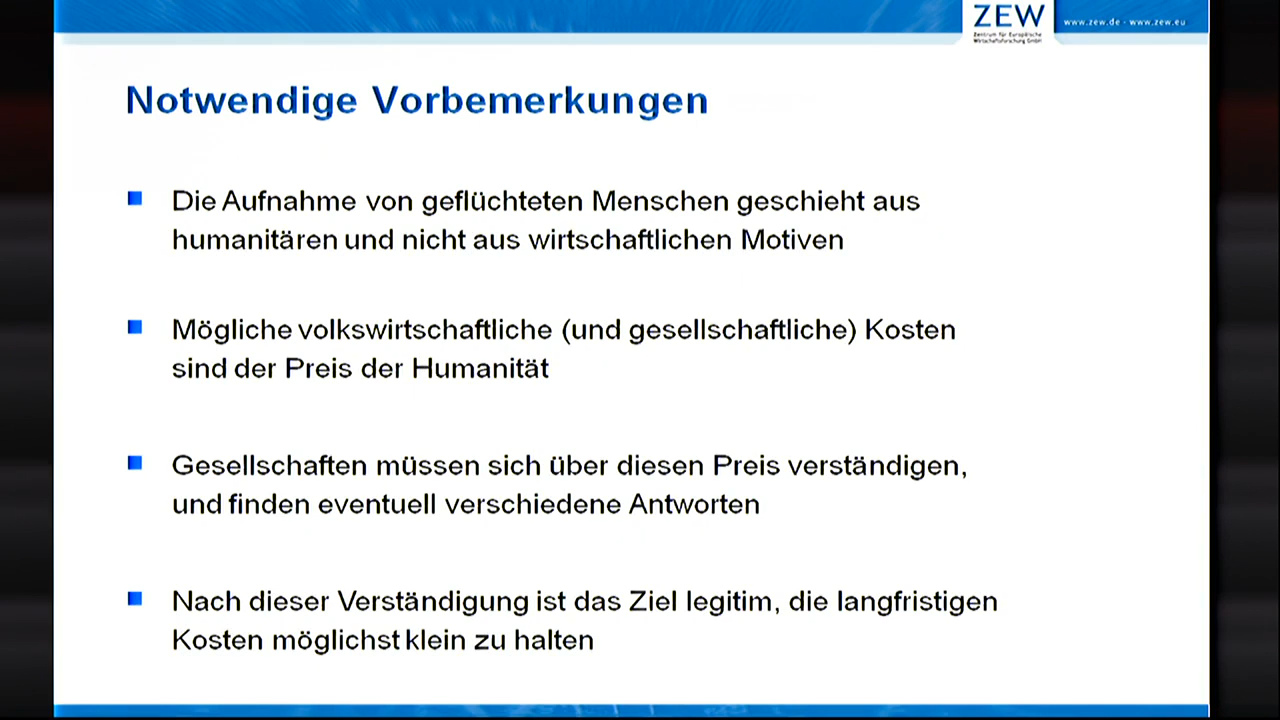 ZEW
Zentrum für Europäische
Wirtschaftsforschung GmbH
www.zew.de - www.zew.eu
Notwendige Vorbemerkungen
Die Aufnahme von geflüchteten Menschen geschieht aus
humanitären und nicht aus wirtschaftlichen Motiven
Mögliche volkswirtschaftliche (und gesellschaftliche) Kosten
sind der Preis der Humanität
Gesellschaften müssen sich über diesen Preis verständigen,
und finden eventuell verschiedene Antworten
Nach dieser Verständigung ist das Ziel legitim, die langfristigen
Kosten möglichst klein zu halten